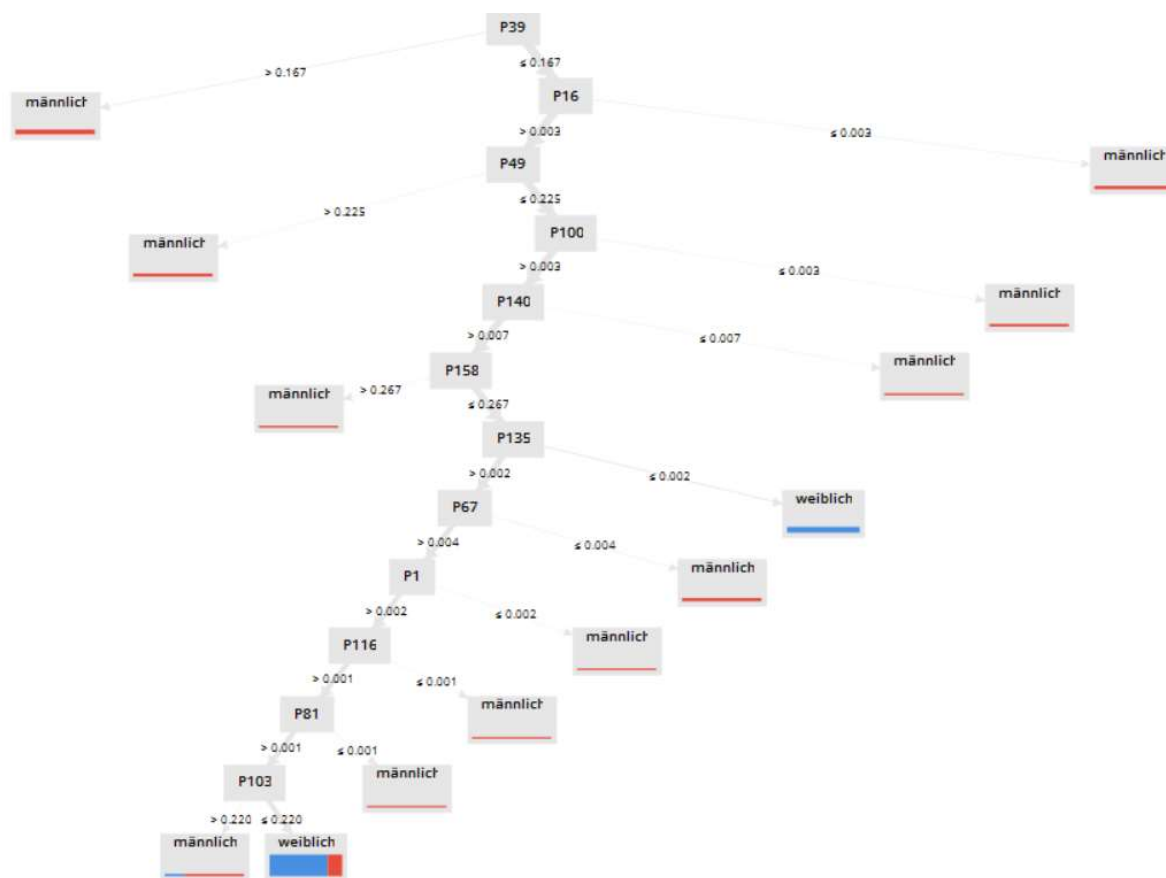 P39
> 0.167
≤ 0.167
männlich
P16
> 0.003
≤ 0.003
männlich
P49
> 0.225
≤ 0.225
männlich
P100
> 0.003
≤ 0.003
männlich
P140
> 0.007
≤ 0.007
männlich
P158
> 0.267
≤ 0.267
männlich
P135
> 0.002
≤ 0.002
weiblich
P67
> 0.004
≤ 0.004
männlich
P1
> 0.002
≤ 0.002
männlich
P116
> 0.001
≤ 0.001
männlich
P81
> 0.001
≤ 0.001
männlich
P103
> 0.220
≤ 0.220
männlich
weiblich